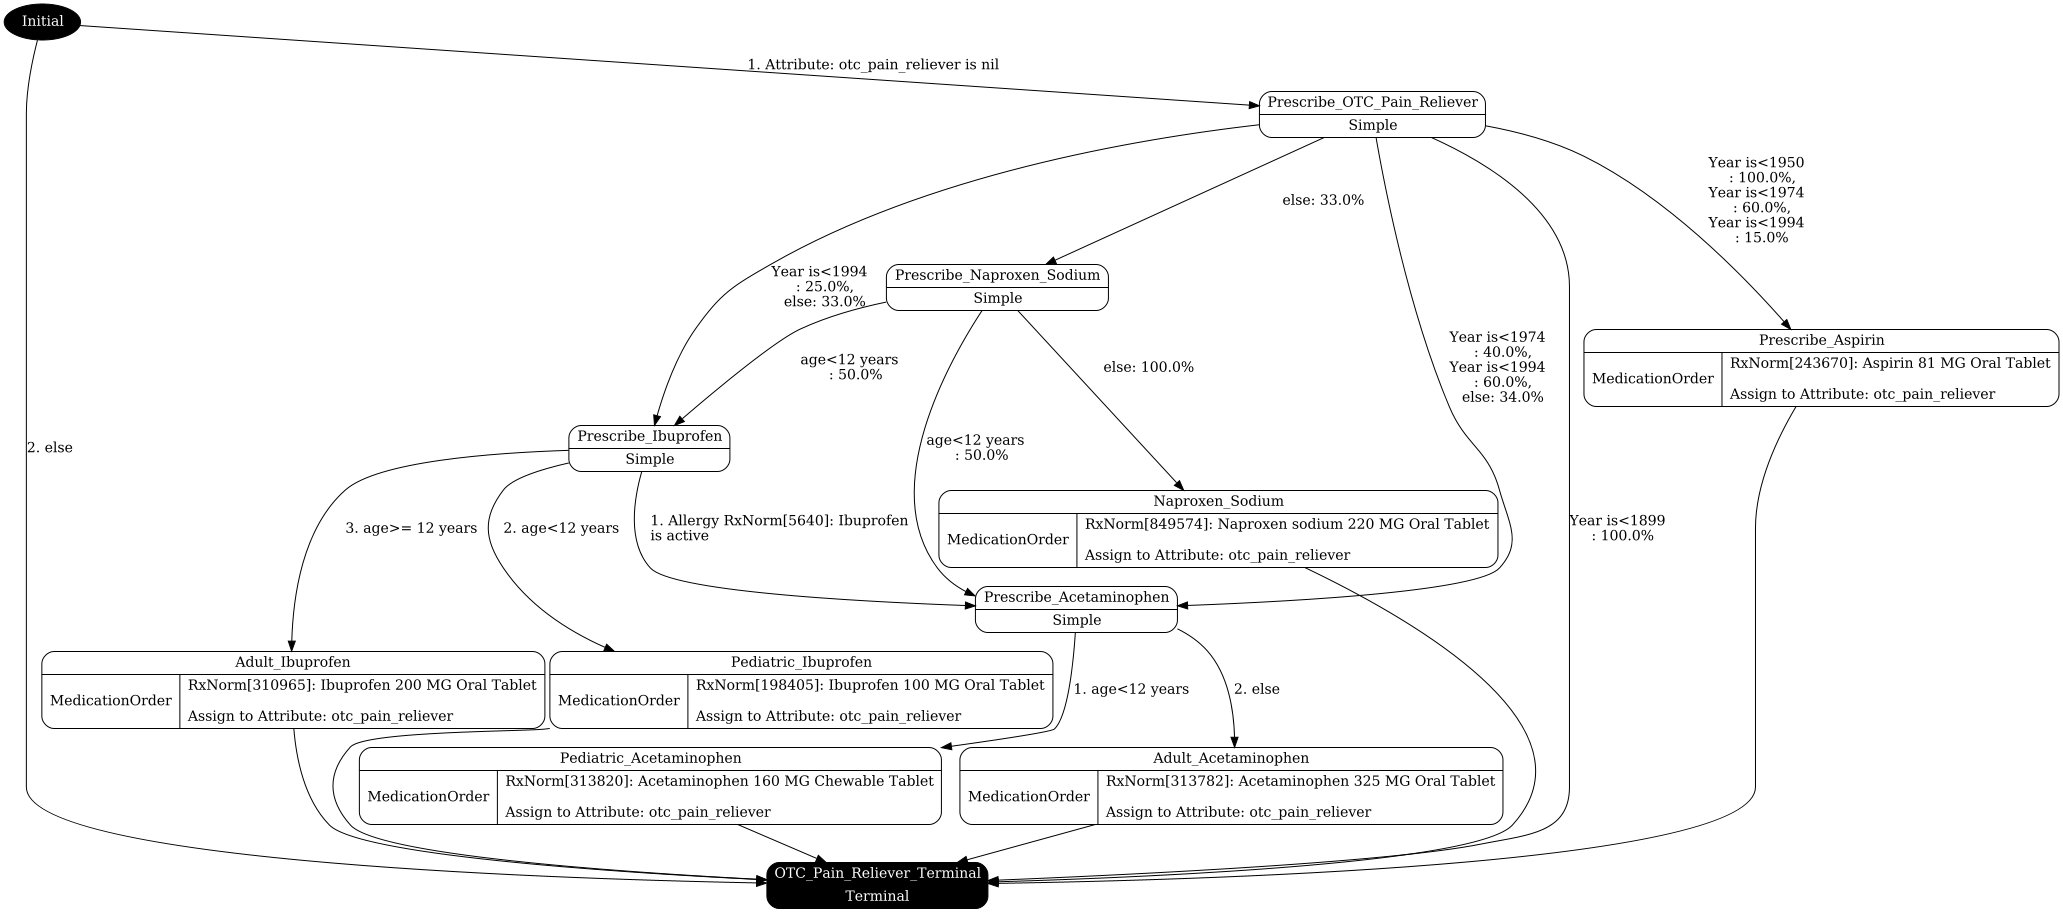 Initial
1. Attribute: otc_pain_reliever is nil
Prescribe_OTC_Pain_Reliever
Simple
Year is<1950
: 100.0%,
Year is<1974
: 60.0%,
Year is<1994
: 15.0%
else: 33.0%
Year is<1994
: 25.0%,
else: 33.0%
Prescribe_Naproxen_Sodium
Simple
Year is<1974
: 40.0%,
Year is<1994
: 60.0%,
else: 34.0%
Prescribe_Aspirin
MedicationOrder
RxNorm[243670]: Aspirin 81 MG Oral Tablet
Assign to Attribute: otc_pain_reliever
age<12 years
: 50.0%
else: 100.0%
2. else
Prescribe_Ibuprofen
Simple
age<12 years
: 50.0%
3. age>= 12 years
2. age<12 years
1. Allergy RxNorm[5640]: Ibuprofen
is active
Naproxen_Sodium
MedicationOrder
RxNorm[849574]: Naproxen sodium 220 MG Oral Tablet
Assign to Attribute: otc_pain_reliever
Year is<1899
: 100.0%
Prescribe_Acetaminophen
Simple
Adult_Ibuprofen
MedicationOrder
RxNorm[310965]: Ibuprofen 200 MG Oral Tablet
Assign to Attribute: otc_pain_reliever
Pediatric_Ibuprofen
MedicationOrder
RxNorm[198405]: Ibuprofen 100 MG Oral Tablet
Assign to Attribute: otc_pain_reliever
1. age<12 years
2. else
Pediatric_Acetaminophen
MedicationOrder
RxNorm[313820]: Acetaminophen 160 MG Chewable Tablet
Assign to Attribute: otc_pain_reliever
Adult_Acetaminophen
MedicationOrder
RxNorm[313782]: Acetaminophen 325 MG Oral Tablet
Assign to Attribute: otc_pain_reliever
OTC_Pain_Reliever_Terminal
Terminal